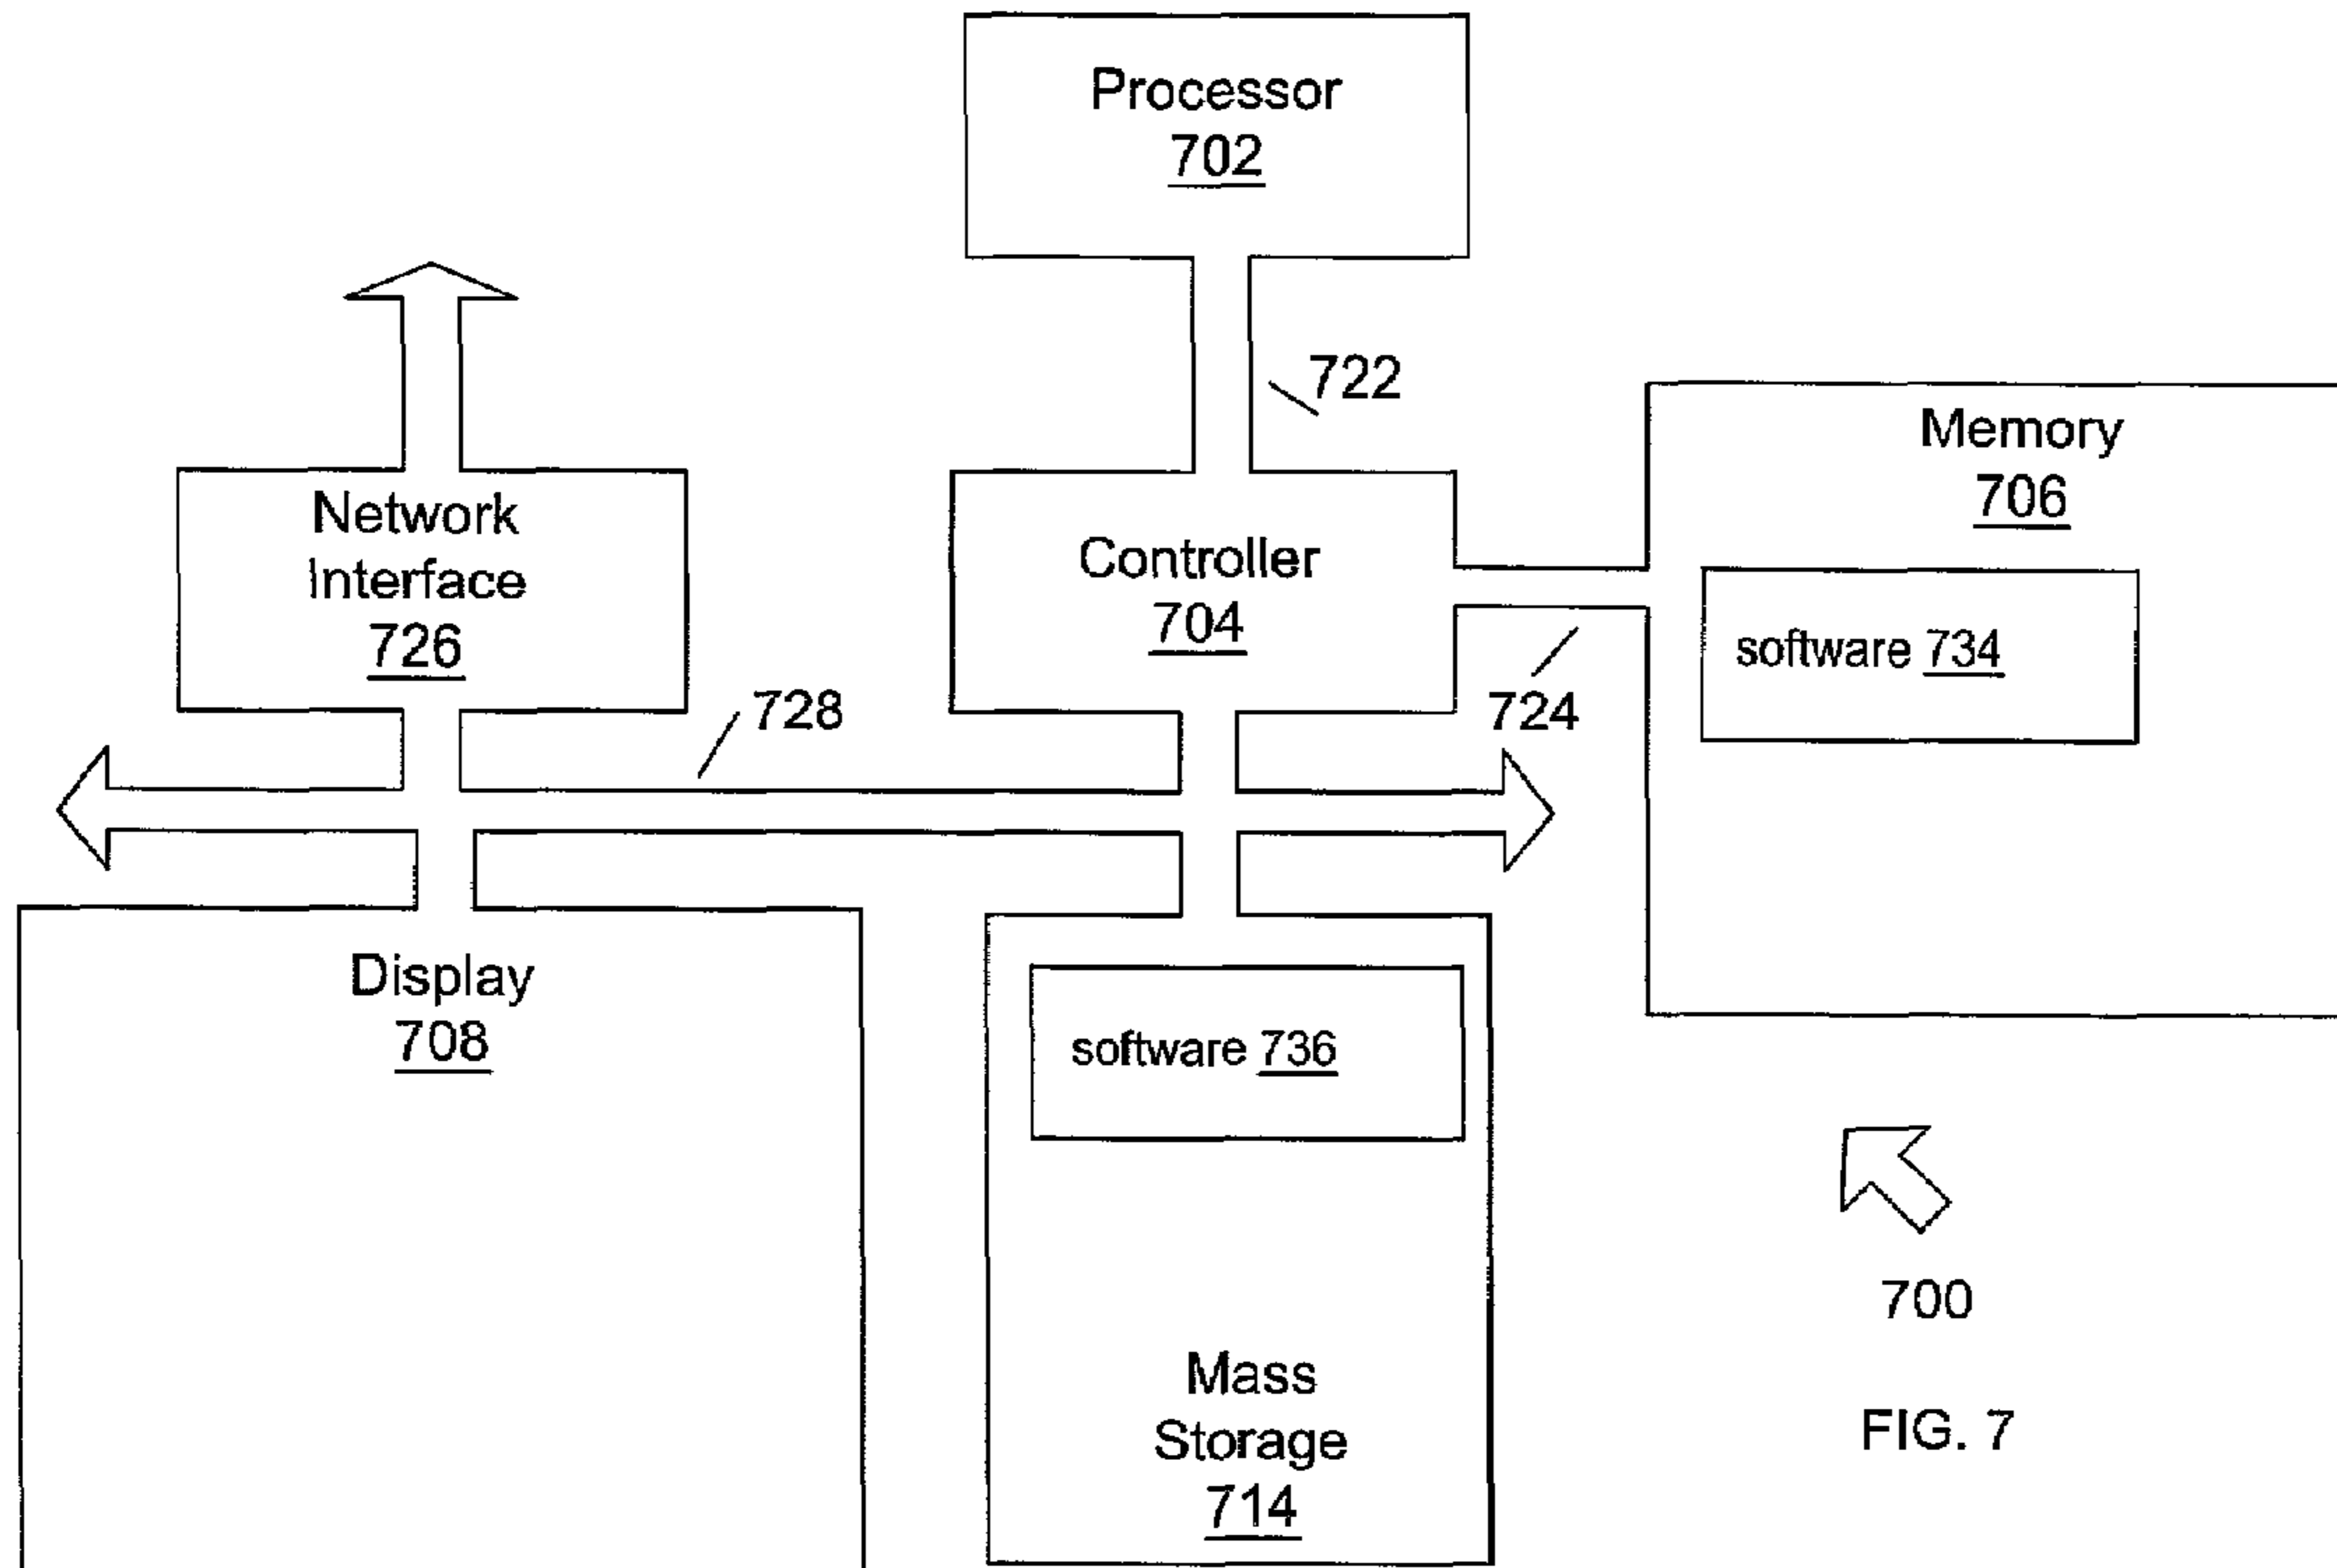 Processor
702
722
Memory
706
Network
Interface
726
Controller
704
software 734
728
724
Display
708
software 736
Mass
Storage
714
700
FIG. 7